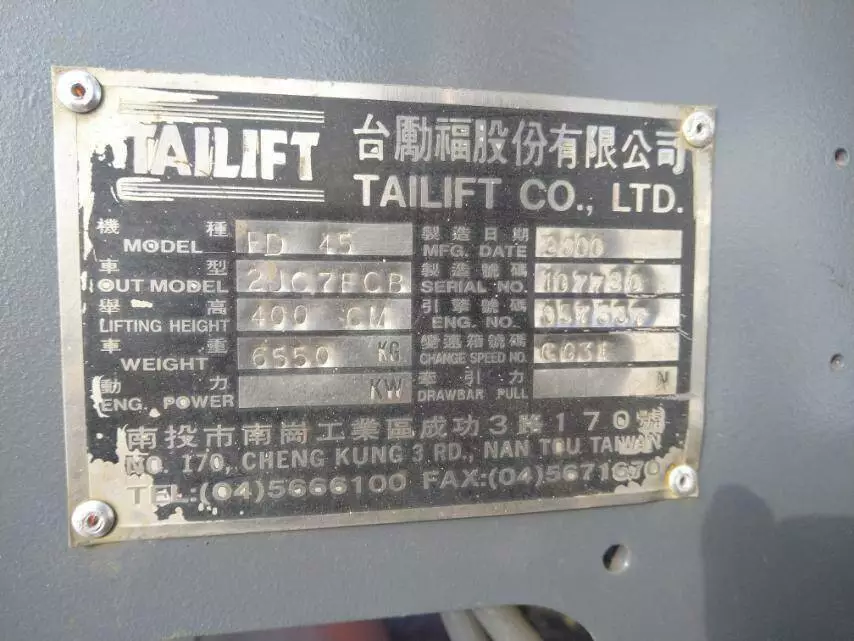 TAILIFT
台勵福股份有限公司
TAILIFT CO., LTD.
機種 製造日期
MODEL FD 45 MFG. DATE
車型 製造號碼
OUT MODEL SERIAL NO.
舉高 引擎號碼
LIFTING HEIGHT 400 CM ENG. NO.
車重 變速箱號碼
WEIGHT 6550 KG CHANGE SPEED NO.
動力 牽引力
ENG. POWER KW DRAWBAR PULL N
南投市南崗工業區成功3路170號
NO. 170, CHENG KUNG 3 RD., NAN TOU TAIWAN
TEL:(04)5666100 FAX:(04)